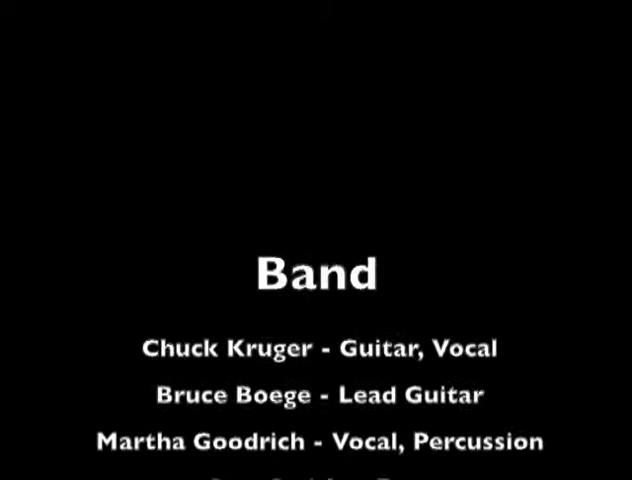 Band
Chuck Kruger - Guitar, Vocal
Bruce Boege - Lead Guitar
Martha Goodrich - Vocal, Percussion